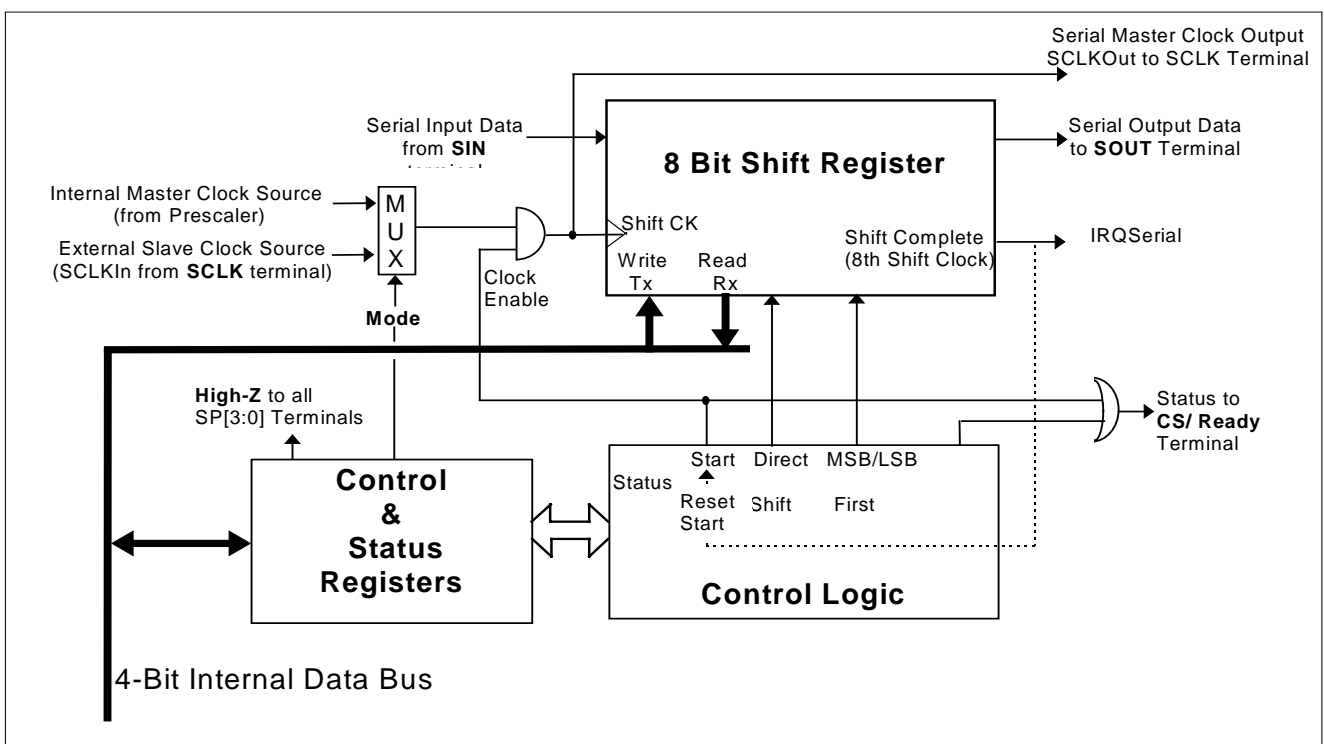 Serial Master Clock Output
SCLKOut to SCLK Terminal
Serial Input Data
from SIN
Serial Output Data
to SOUT Terminal
8 Bit Shift Register
Internal Master Clock Source
(from Prescaler)
External Slave Clock Source
(SCLKIn from SCLK terminal)
M
U
X
Shift CK
Clock
Enable
Write
Tx
Read
Rx
Shift Complete
(8th Shift Clock)
IRQSerial
Mode
High-Z to all
SP[3:0] Terminals
Status to
CS/ Ready
Terminal
Control
&
Status
Registers
Status
Start
Reset
Start
Direct
Shift
MSB/LSB
First
Control Logic
4-Bit Internal Data Bus